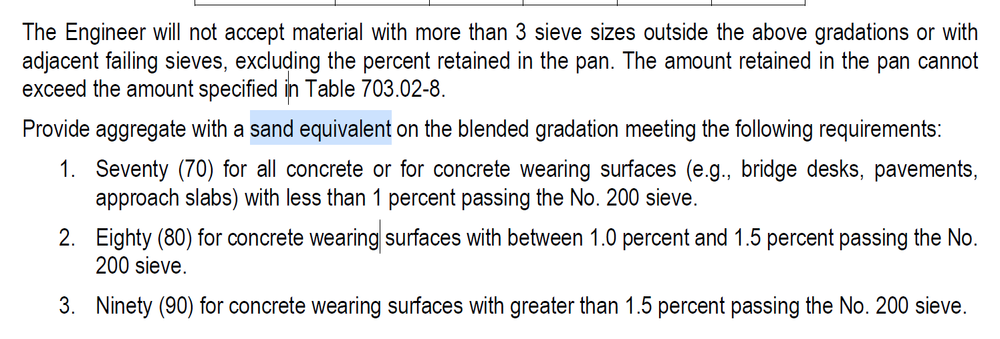 The Engineer will not accept material with more than 3 sieve sizes outside the above gradations or with
adjacent failing sieves, excluding the percent retained in the pan. The amount retained in the pan cannot
exceed the amount specified in Table 703.02-8.
Provide aggregate with a sand equivalent on the blended gradation meeting the following requirements:
1. Seventy (70) for all concrete or for concrete wearing surfaces (e.g., bridge desks, pavements,
approach slabs) with less than 1 percent passing the No. 200 sieve.
2. Eighty (80) for concrete wearing surfaces with between 1.0 percent and 1.5 percent passing the No.
200 sieve.
3. Ninety (90) for concrete wearing surfaces with greater than 1.5 percent passing the No. 200 sieve.